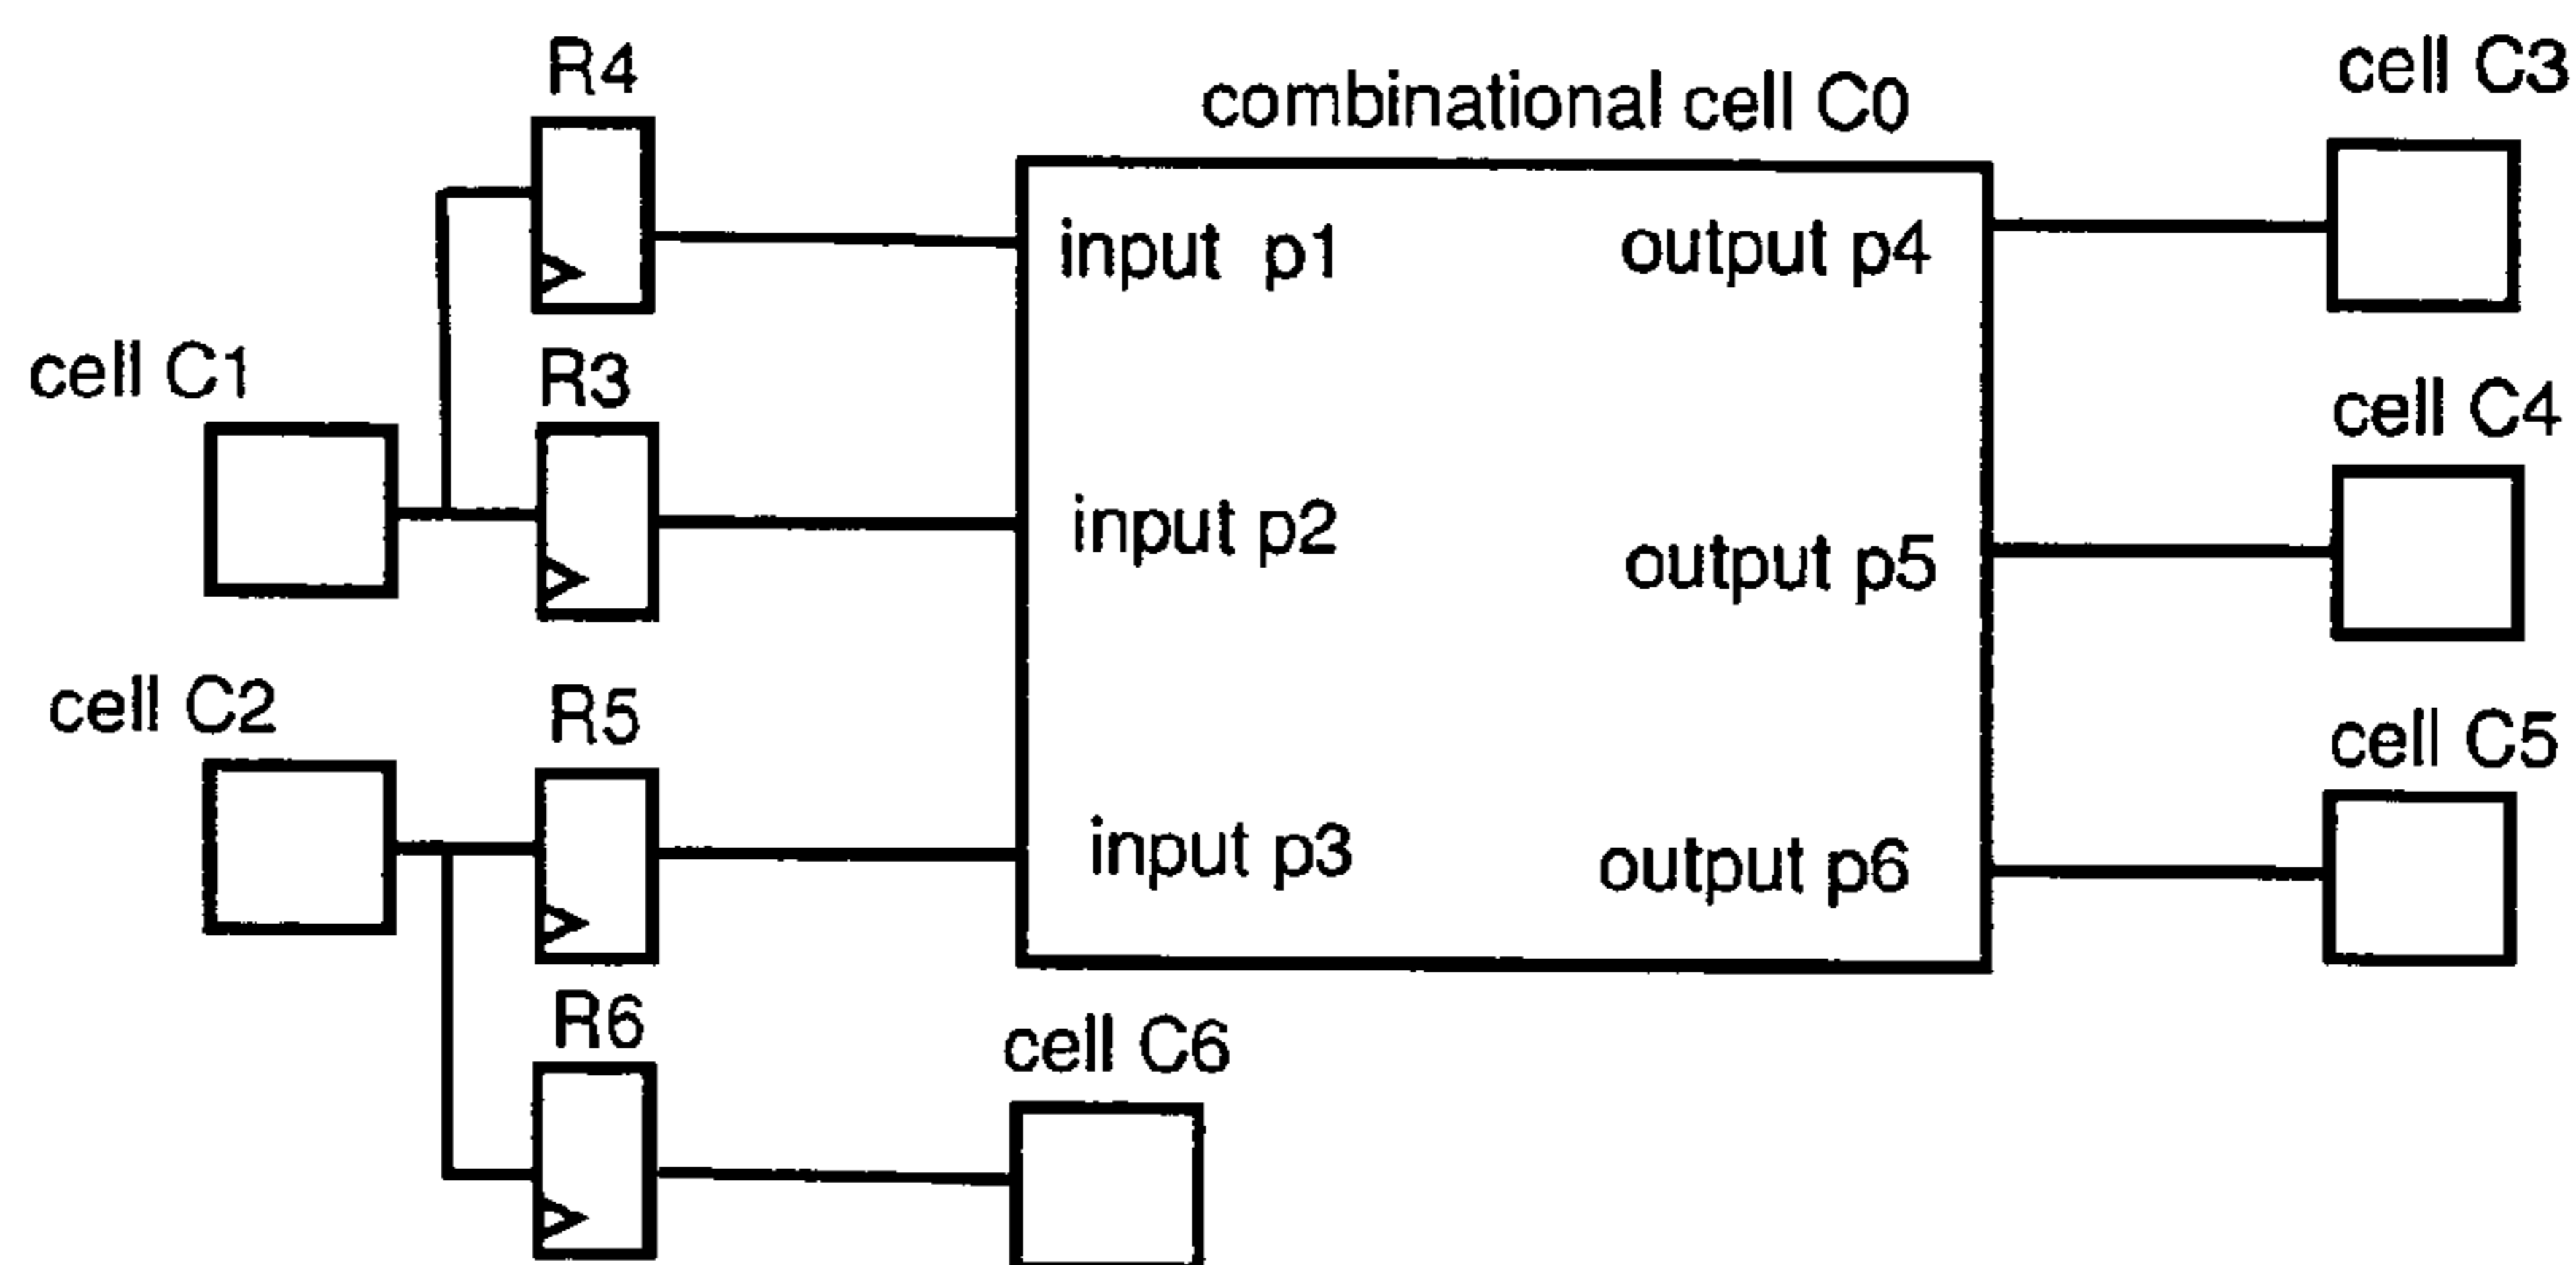 R4
combinational cell C0
cell C3
input p1
output p4
cell C1
R3
cell C4
input p2
output p5
cell C2
R5
cell C5
input p3
output p6
R6
cell C6